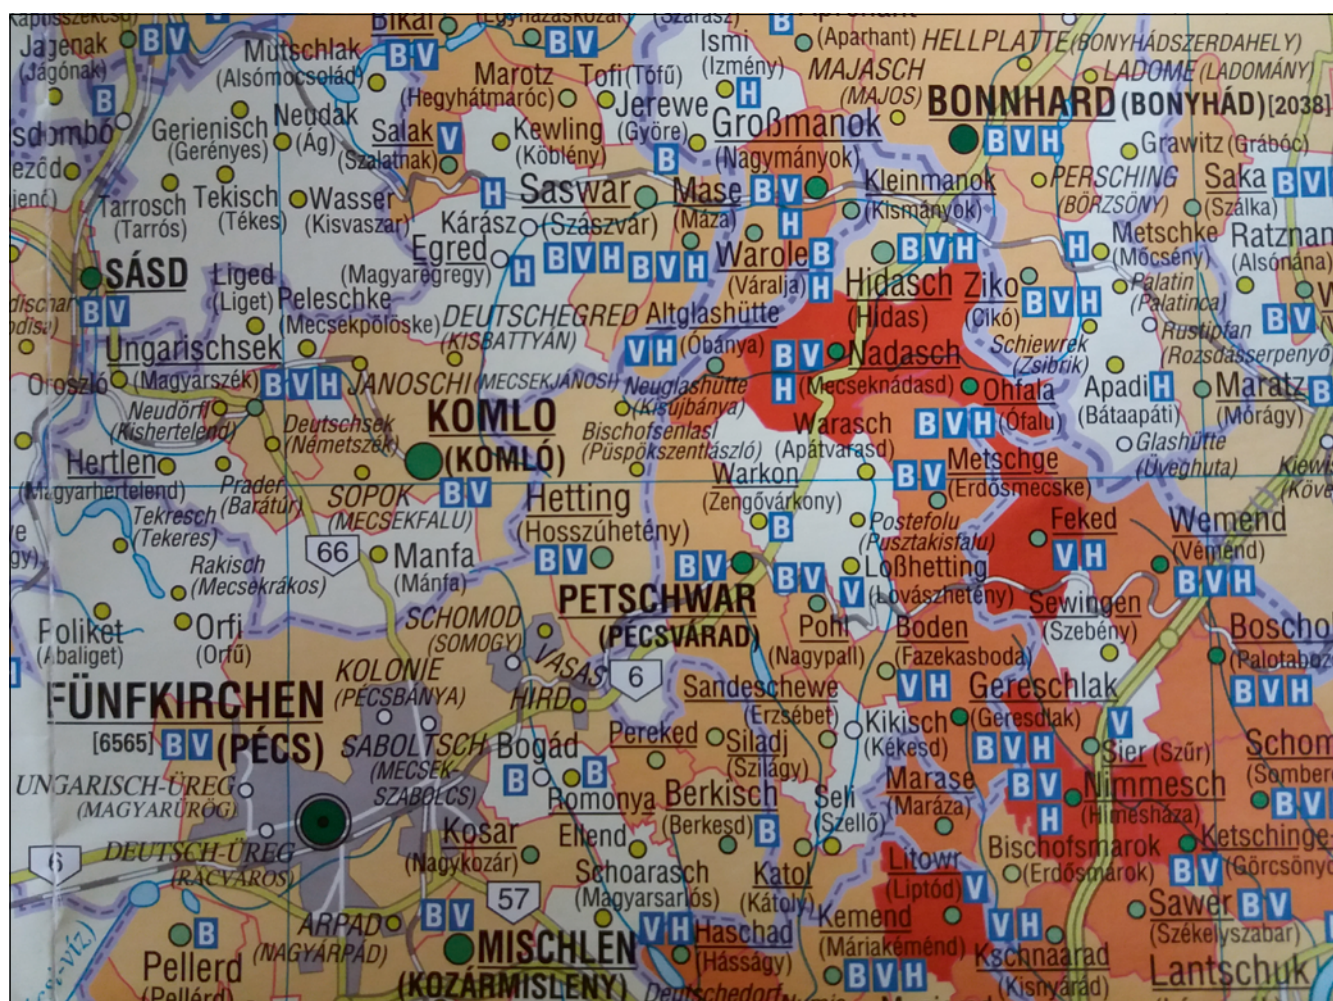 Bikal
(Aparhant)
HELLPLATTE (BONYHÁDSZERDAHELY)
Jagenak
(Jágónak)
B V
Mutschlak
(Alsómocsolád)
B V
B V
Ismi
(Izmény)
B
MAJASCH
(MAJOS)
LADOME (LADOMÁNY)
Marotz
(Hegyhátmaróc)
Tofi (Tófű)
H
BONNHARD (BONYHÁD) [2038]
B V H
B
Gerienisch
(Gerényes)
Neudak
(Ág)
Salak
(Szalatnak)
V
Kewling
(Köblény)
Jerewe
(Györe)
B
Großmanok
(Nagymányok)
Grawitz (Grábóc)
Tarrosch
(Tarrós)
Tekisch
(Tékes)
Wasser
(Kisvaszar)
H
Saswar
(Szászvár)
B V H
Mase
(Máza)
B V H
B V
H
Kleinmanok
(Kismányok)
B V H
PERSCHING
(BÖRZSÖNY)
Saka
(Szálka)
B V
Kárász
Egred
(Magyaregregy)
H
Warole
(Váralja)
B
H
H
Metschke
(Mőcsény)
Ratznan
(Alsónána)
SÁSD
B V
Liged
(Liget)
Peleschke
(Mecsekpölöske)
DEUTSCHEGRED
(KISBATTYÁN)
Altglashütte
(Óbánya)
V H
Hidasch
(Hidas)
Ziko
(Cikó)
B V H
Palatin
(Palatinca)
Rustipfan
(Rozsdásserpenyő)
B V
Ungarischsek
(Magyarszék)
B V H
JANOSCHI (MECSEKJÁNOSI)
Neuglashütte
(Kisújbánya)
B V
H
Nadasch
(Mecseknádasd)
Schiewrek
(Zsibrik)
Ohfala
(Ófalu)
B V H
Apadi
(Bátaapáti)
H
Maratz
(Mórágy)
B
Oroszló
Neudörfl
(Kishertelend)
Deutschsek
(Németszék)
KOMLO
(KOMLÓ)
B V
Bischofsenlasl
(Püspökszentlászló)
Warasch
(Apátvarasd)
Glashütte
(Üveghuta)
Hertlen
(Magyarhertelend)
Prader
(Barátúr)
SOPOK
(MECSEKFALU)
Hetting
(Hosszúhetény)
B V
Warkon
(Zengővárkony)
B
B V
Metschge
(Erdősmecske)
Tekresch
(Tekeres)
66
Manfa
(Mánfa)
Postefolu
(Pusztakisfalu)
Feked
V H
Wemend
(Véménd)
B V H
Rakisch
(Mecsekrákos)
B V
PETSCHWAR
(PÉCSVÁRAD)
B V
V
Loßhetting
(Lovászhetény)
Sewingen
(Szebény)
Poliket
(Abaliget)
Orfi
(Orfű)
SCHOMOD
(SOMOGY)
Pohl
(Nagypall)
Boden
(Fazekasboda)
V H
B V H
KOLONIE
(PÉCSBÁNYA)
VASAS
HIRD
6
Sandeschewe
(Erzsébet)
Gereschlak
(Geresdlak)
B V H
V
FÜNFKIRCHEN
(PÉCS)
[6565] B V
SABOLTSCH
(MECSEK-
SZABOLCS)
Bogád
B
B
Romonya
Pereked
Siladj
(Szilágy)
Kikisch
(Kékesd)
Sier (Szűr)
UNGARISCH-ÜREG
(MAGYARÜRÖG)
Berkisch
(Berkesd)
B
Seli
(Szellő)
Marase
(Maráza)
B V
H
Nimmesch
(Himesháza)
B V
6
DEUTSCH-ÜREG
(RÁCVÁROS)
Kosar
(Nagykozár)
Ellend
Schoarasch
(Magyarsarlós)
Katol
(Kátoly)
Litowr
(Liptód)
V
Bischofsmarok
(Erdősmárok)
B V
57
ARPAD
(NAGYÁRPÁD)
B V
MISCHLEN
(KOZÁRMISLENY)
V H
Haschad
(Hásságy)
Kemend
(Máriakéménd)
B V H
V H
Kschnaarad
(Kisnyárad)
Sawer
(Székelyszabar)
B V
B
Pellerd
(Pellérd)
Deutschedorf
Lantschuk